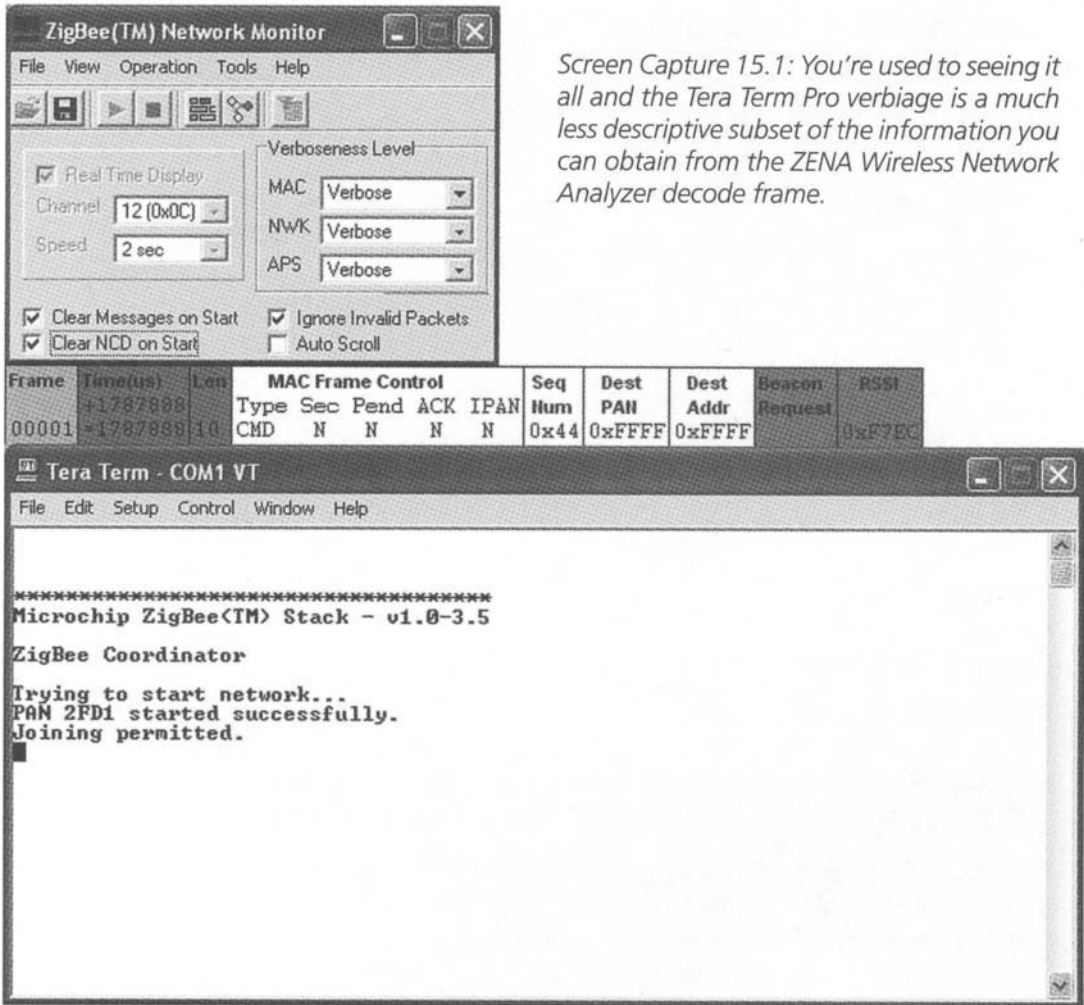 ZigBee(TM) Network Monitor
File View Operation Tools Help
Real Time Display
Channel 12 (0x0C)
Speed 2 sec
Verboseness Level
MAC Verbose
NWK Verbose
APS Verbose
Clear Messages on Start
Ignore Invalid Packets
Clear NCD on Start
Auto Scroll
Screen Capture 15.1: You're used to seeing it
all and the Tera Term Pro verbiage is a much
less descriptive subset of the information you
can obtain from the ZENA Wireless Network
Analyzer decode frame.
Frame Time(us) Len MAC Frame Control Seq Dest Dest Beacon RSSI
+1787888 Type Sec Pend ACK IPAN Num PAN Addr Request
00001 =1787888 10 CMD N N N N 0x44 0xFFFF 0xFFFF 0xF7EC
Tera Term - COM1 VT
File Edit Setup Control Window Help
****************************************
Microchip ZigBee<TM> Stack - v1.0-3.5
ZigBee Coordinator
Trying to start network...
PAN 2FD1 started successfully.
Joining permitted.